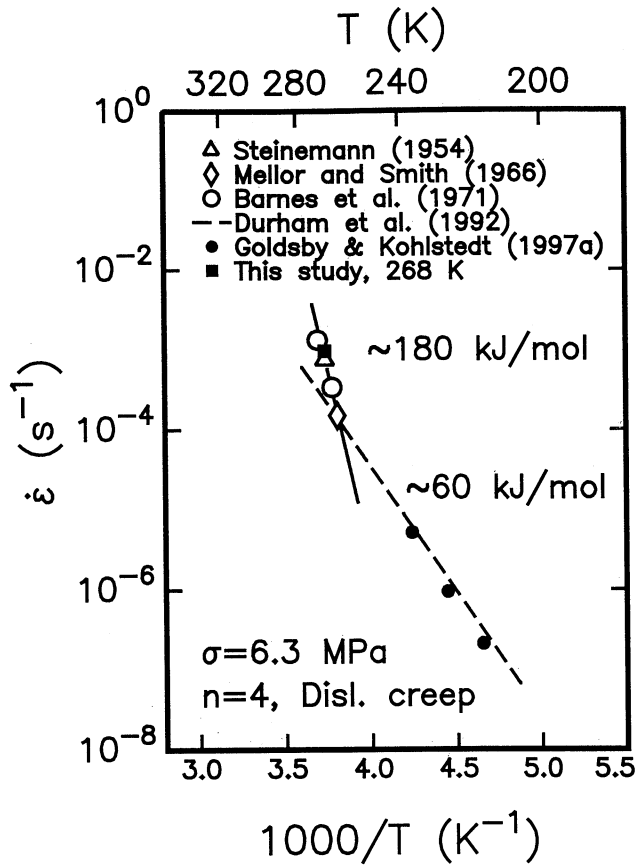 T (K)
320 280 240 200
10⁰
△ Steinemann (1954)
◇ Mellor and Smith (1966)
○ Barnes et al. (1971)
– – Durham et al. (1992)
● Goldsby & Kohlstedt (1997a)
■ This study, 268 K
10⁻²
~180 kJ/mol
10⁻⁴
ε̇ (s⁻¹)
~60 kJ/mol
10⁻⁶
σ=6.3 MPa
n=4, Disl. creep
10⁻⁸
3.0 3.5 4.0 4.5 5.0 5.5
1000/T (K⁻¹)